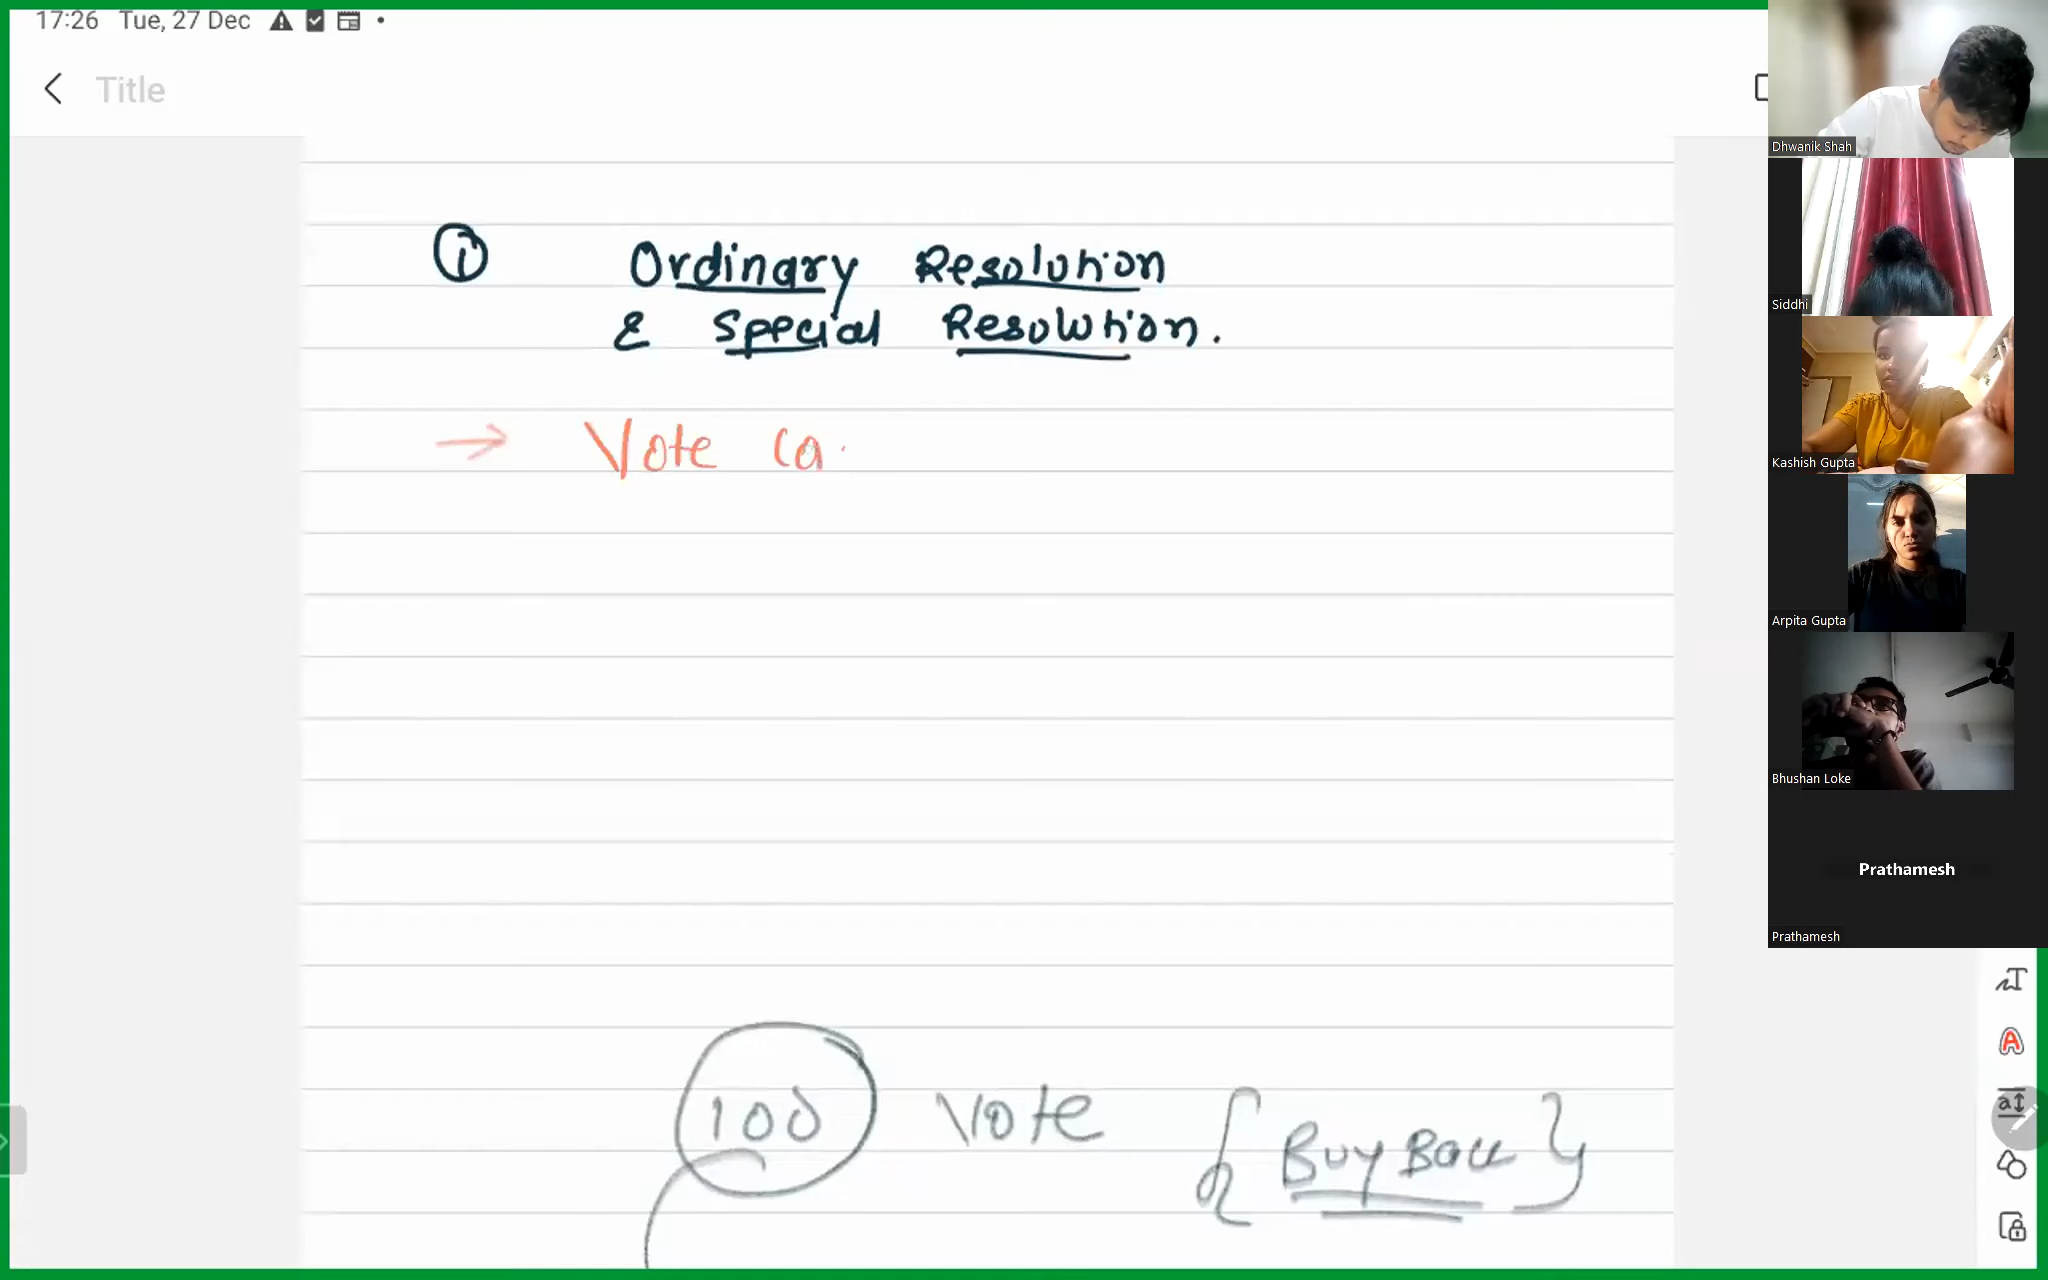 17:26 Tue, 27 Dec
Title
1 Ordinary Resolution
& Special Resolution.
→ Vote Ca
100 Vote { Buy Back }
Dhwanik Shah
Siddhi
Kashish Gupta
Arpita Gupta
Bhushan Loke
Prathamesh
Prathamesh
T
A
a